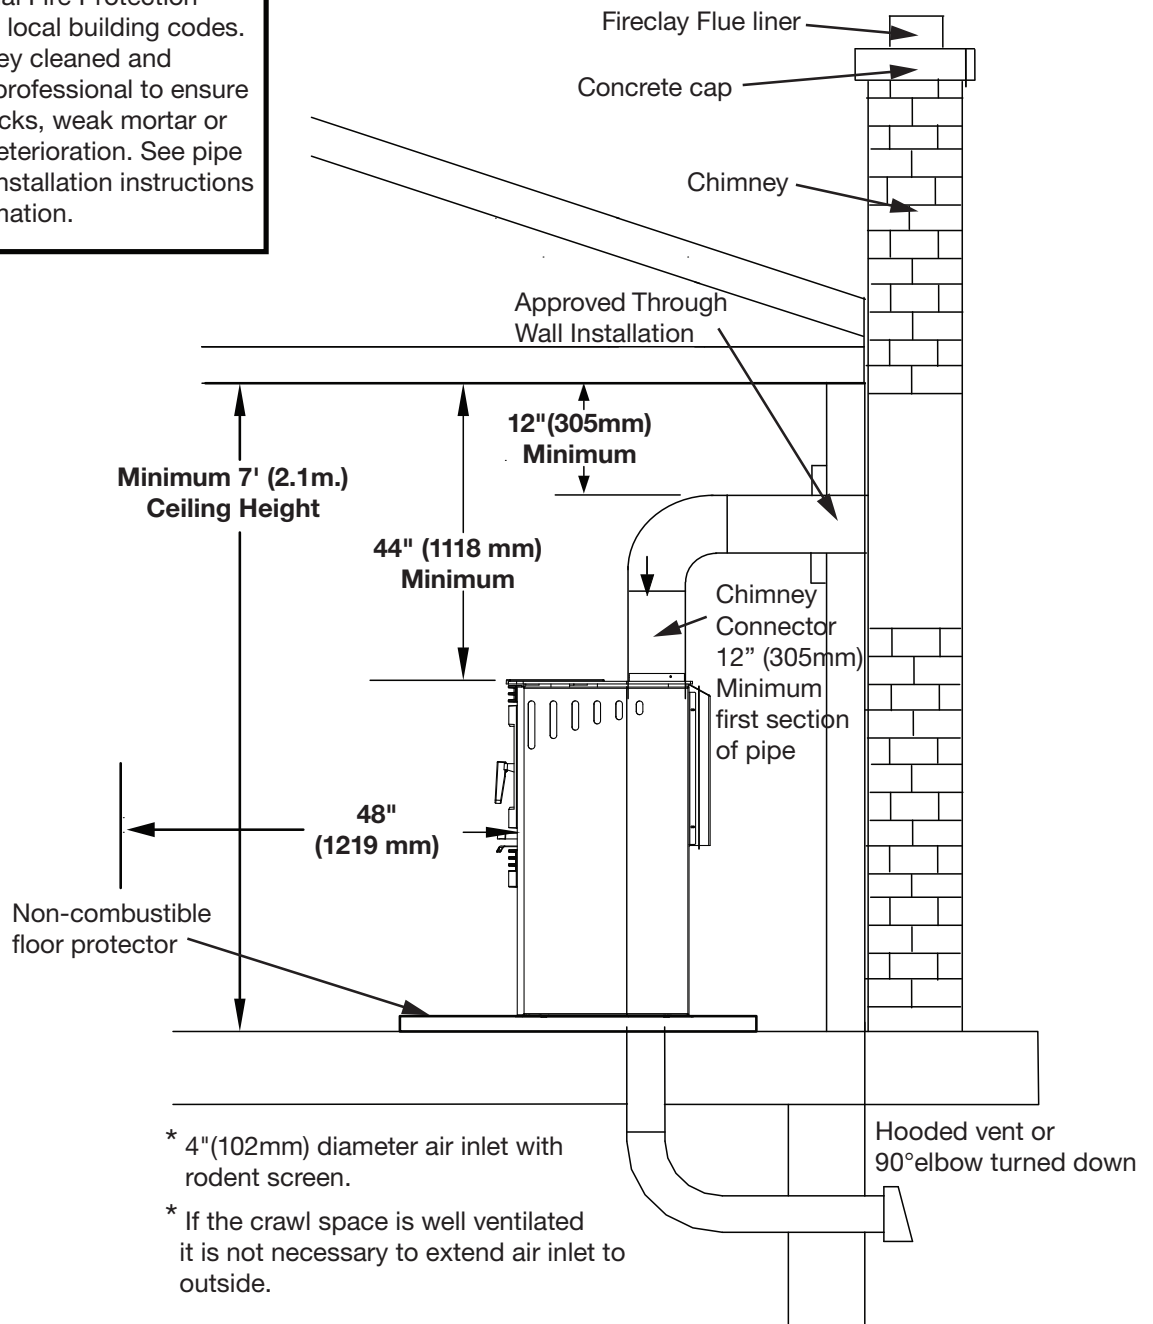 al Fire Protection
local building codes.
ey cleaned and
professional to ensure
cks, weak mortar or
eterioration. See pipe
nstallation instructions
nation.
Fireclay Flue liner
Concrete cap
Chimney
Approved Through
Wall Installation
12"(305mm)
Minimum
Minimum 7' (2.1m.)
Ceiling Height
44" (1118 mm)
Minimum
Chimney
Connector
12” (305mm)
Minimum
first section
of pipe
48"
(1219 mm)
Non-combustible
floor protector
* 4"(102mm) diameter air inlet with
rodent screen.
* If the crawl space is well ventilated
it is not necessary to extend air inlet to
outside.
Hooded vent or
90°elbow turned down